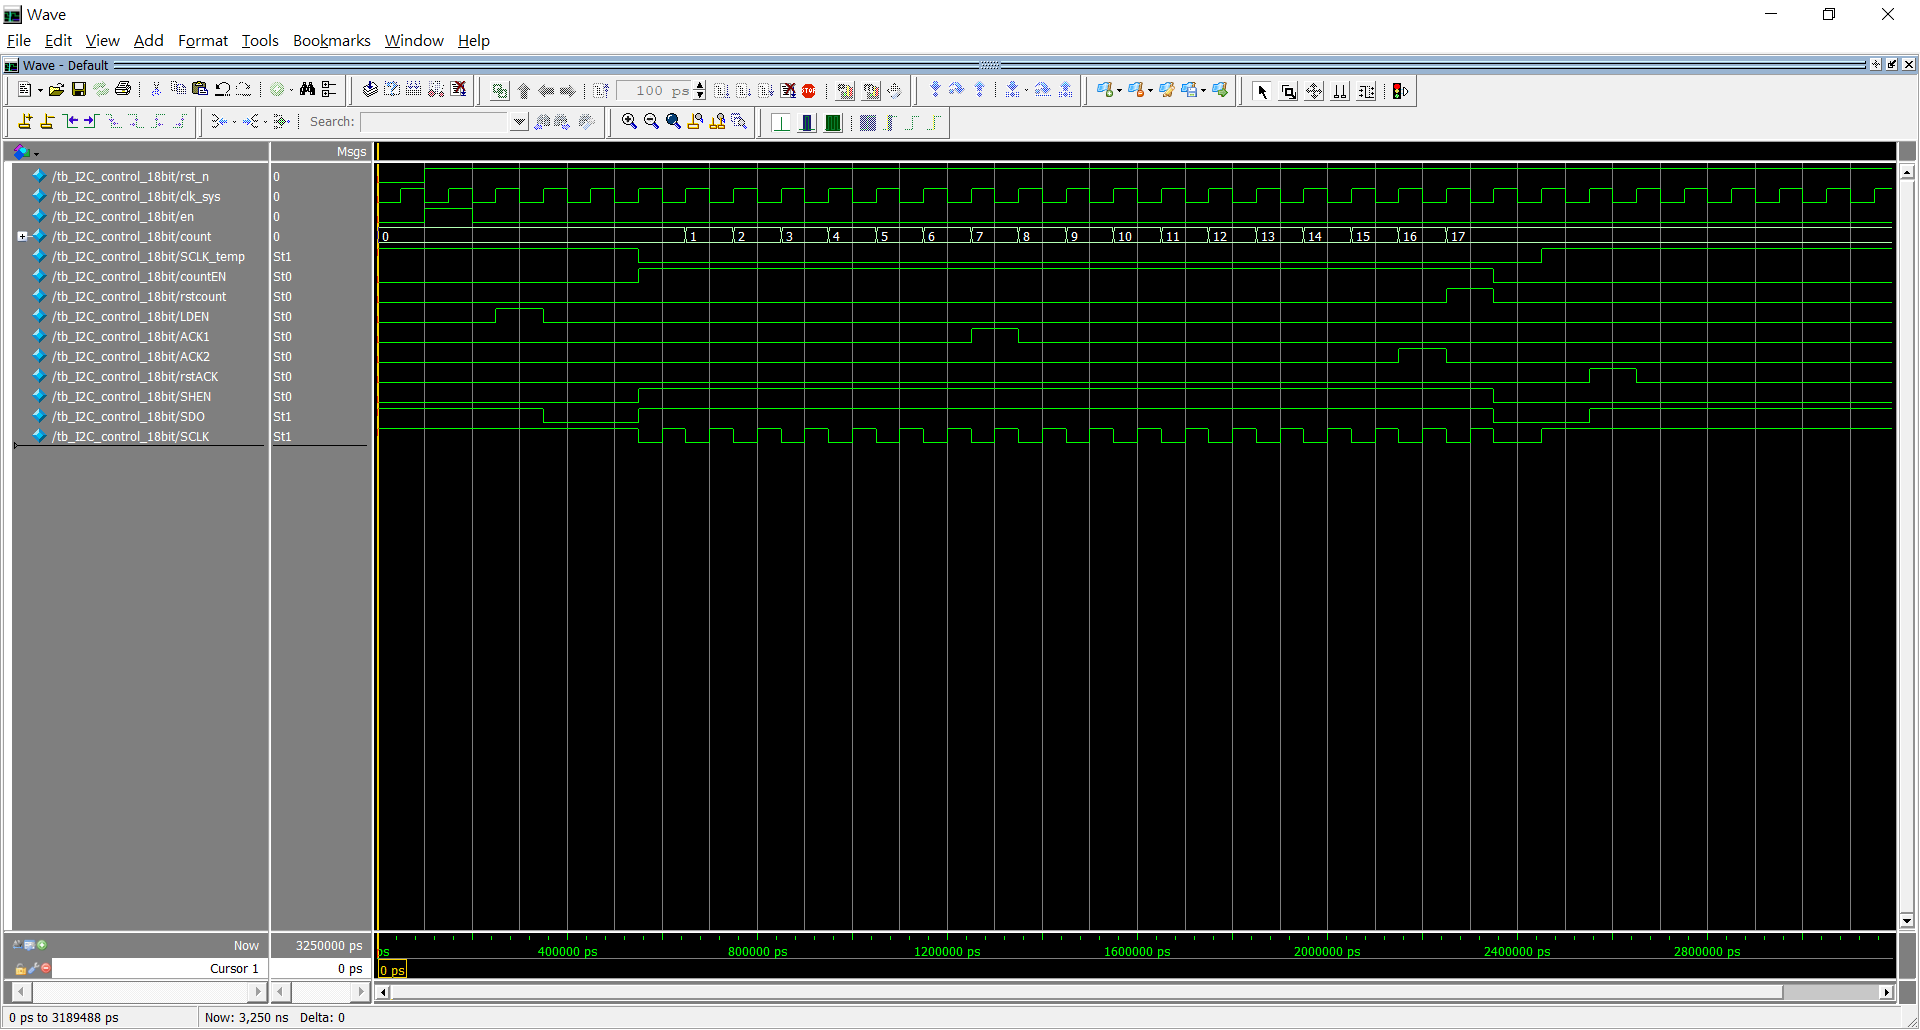 Wave
File Edit View Add Format Tools Bookmarks Window Help
Wave - Default
100 ps
STOP
Search:
Msgs
/tb_I2C_control_18bit/rst_n 0
/tb_I2C_control_18bit/clk_sys 0
/tb_I2C_control_18bit/en 0
/tb_I2C_control_18bit/count 0 0 1 2 3 4 5 6 7 8 9 10 11 12 13 14 15 16 17
/tb_I2C_control_18bit/SCLK_temp St1
/tb_I2C_control_18bit/countEN St0
/tb_I2C_control_18bit/rstcount St0
/tb_I2C_control_18bit/LDEN St0
/tb_I2C_control_18bit/ACK1 St0
/tb_I2C_control_18bit/ACK2 St0
/tb_I2C_control_18bit/rstACK St0
/tb_I2C_control_18bit/SHEN St0
/tb_I2C_control_18bit/SDO St1
/tb_I2C_control_18bit/SCLK St1
Now 3250000 ps ps 400000 ps 800000 ps 1200000 ps 1600000 ps 2000000 ps 2400000 ps 2800000 ps
Cursor 1 0 ps 0 ps
0 ps to 3189488 ps Now: 3,250 ns Delta: 0